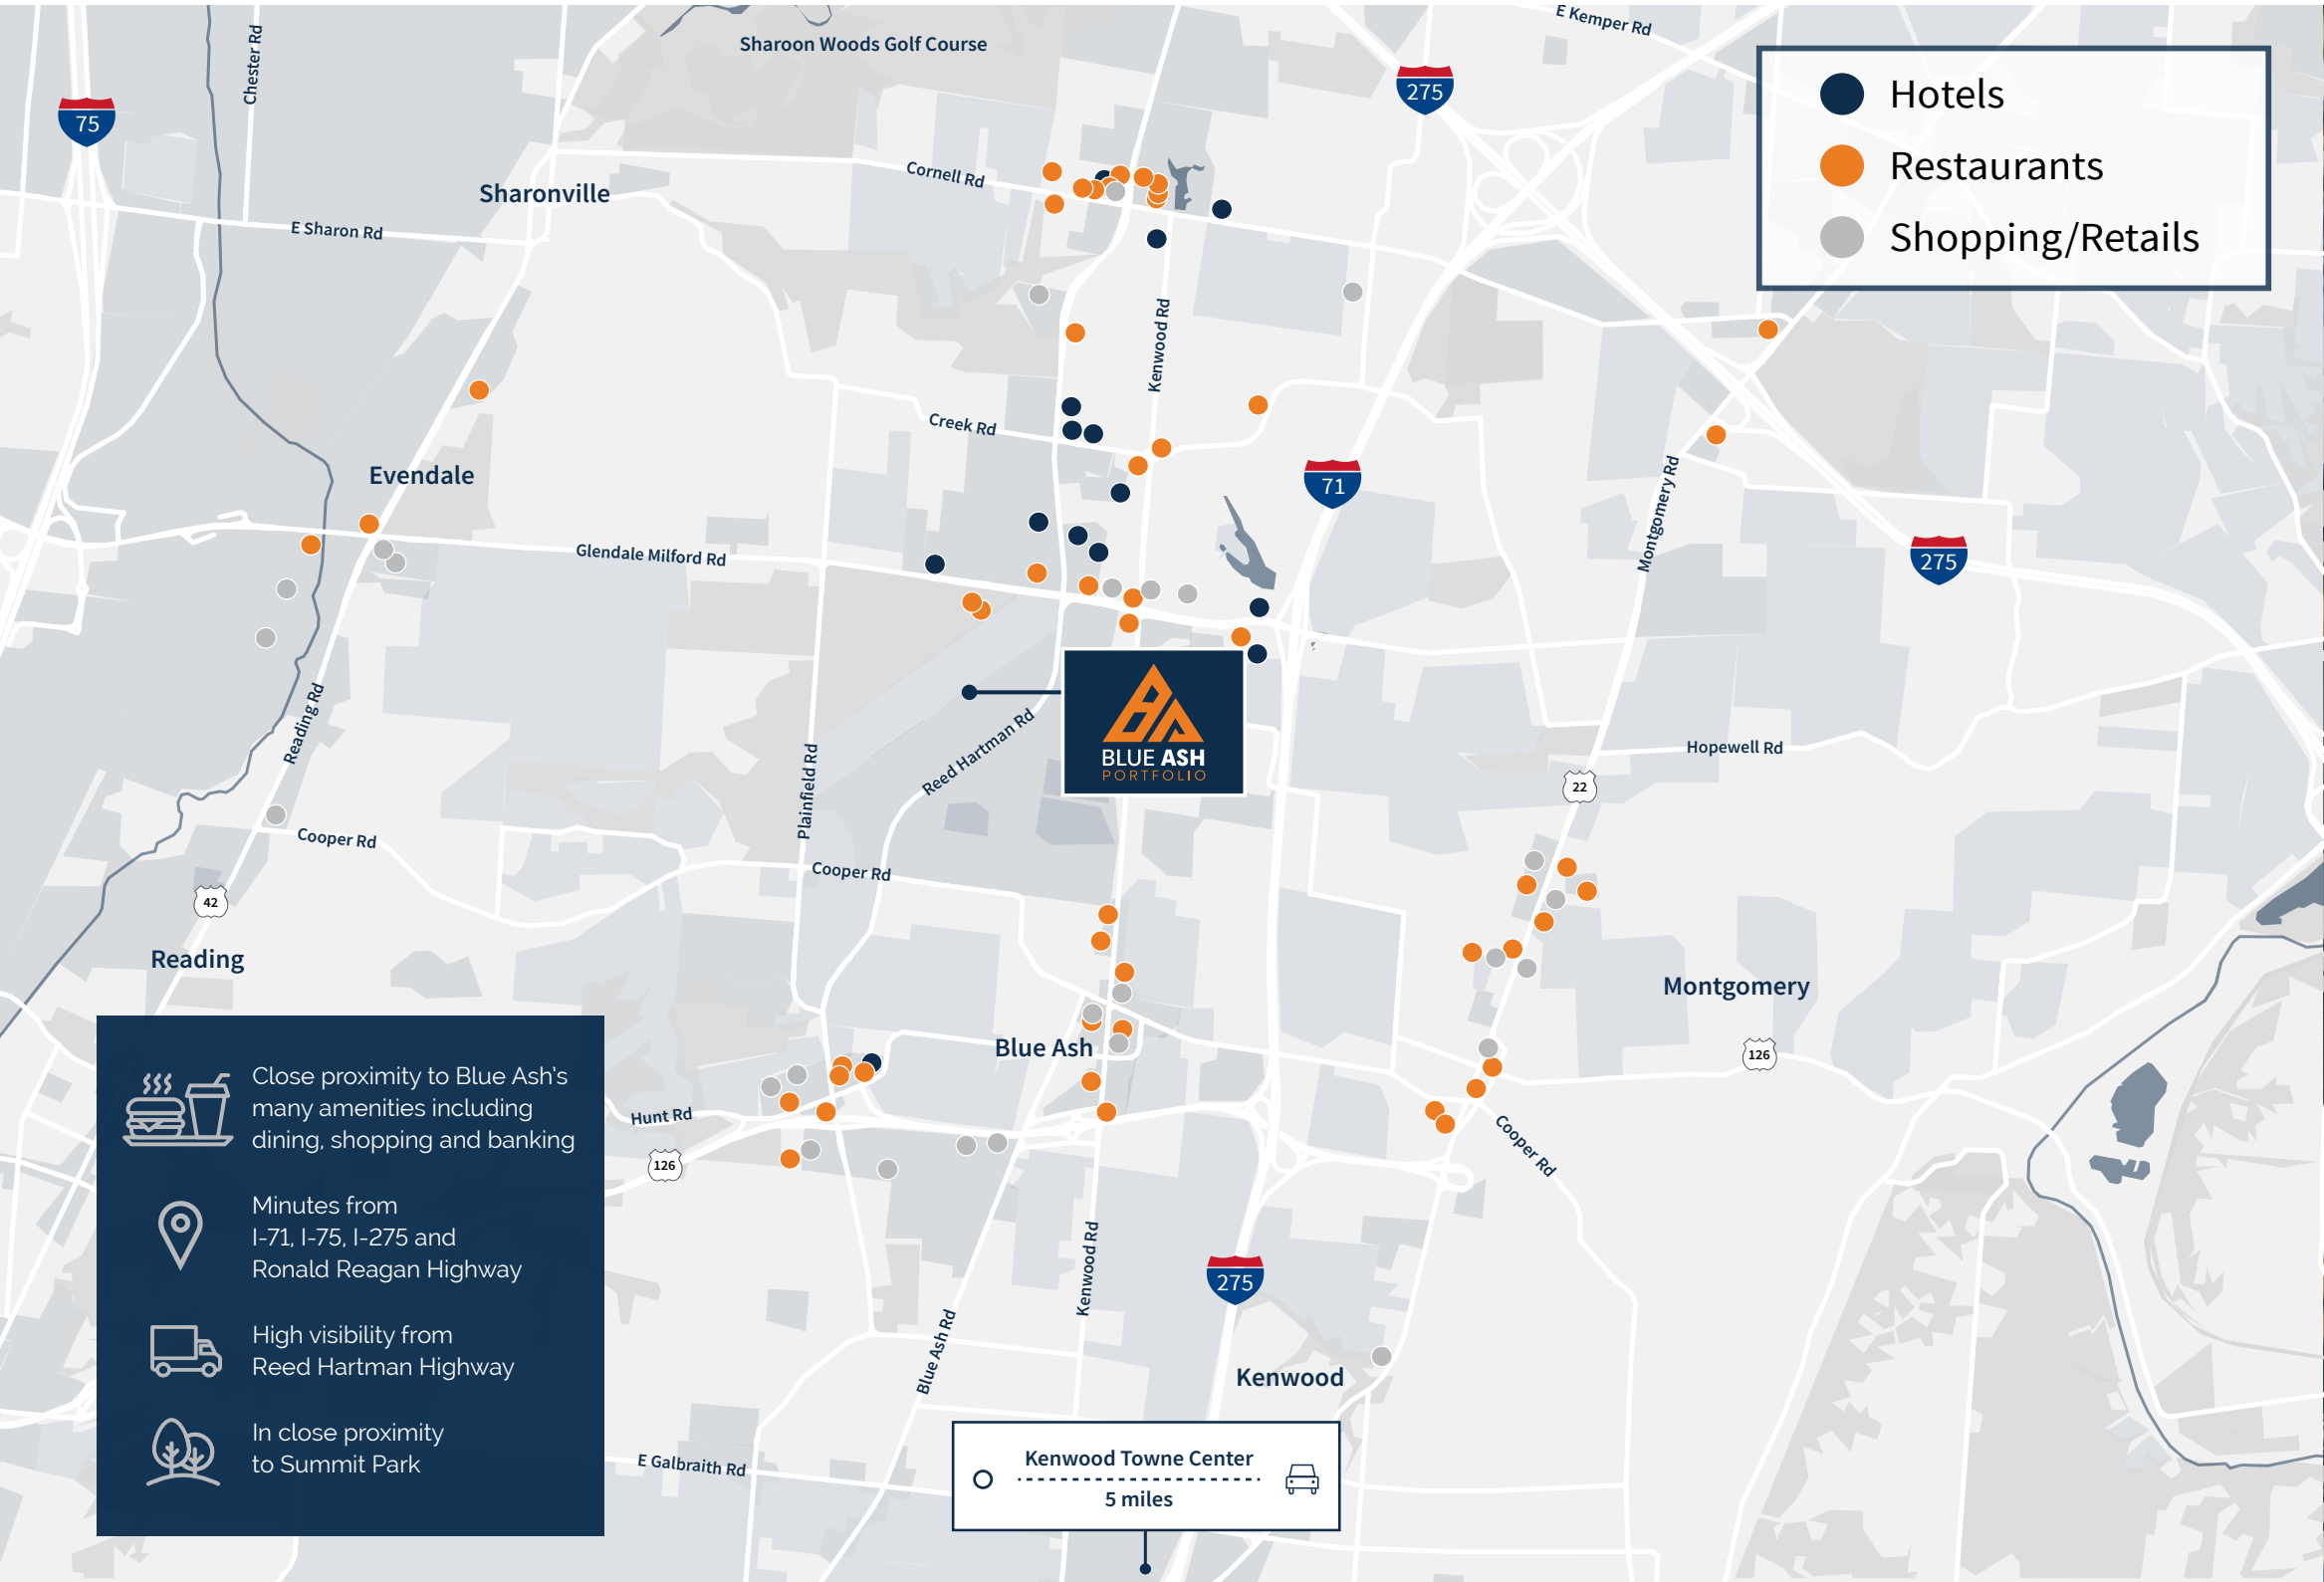 E Kemper Rd
Sharoon Woods Golf Course
Chester Rd
275
75
Hotels
Restaurants
Shopping/Retails
Cornell Rd
Sharonville
E Sharon Rd
Kenwood Rd
Creek Rd
Evendale
71
Montgomery Rd
Glendale Milford Rd
275
Reading Rd
Reed Hartman Rd
BLUE ASH
PORTFOLIO
Hopewell Rd
Plainfield Rd
22
Cooper Rd
Cooper Rd
42
Reading
Montgomery
Blue Ash
126
Hunt Rd
126
Cooper Rd
Kenwood Rd
275
Blue Ash Rd
Kenwood
E Galbraith Rd
Kenwood Towne Center
5 miles
Close proximity to Blue Ash's
many amenities including
dining, shopping and banking
Minutes from
I-71, I-75, I-275 and
Ronald Reagan Highway
High visibility from
Reed Hartman Highway
In close proximity
to Summit Park